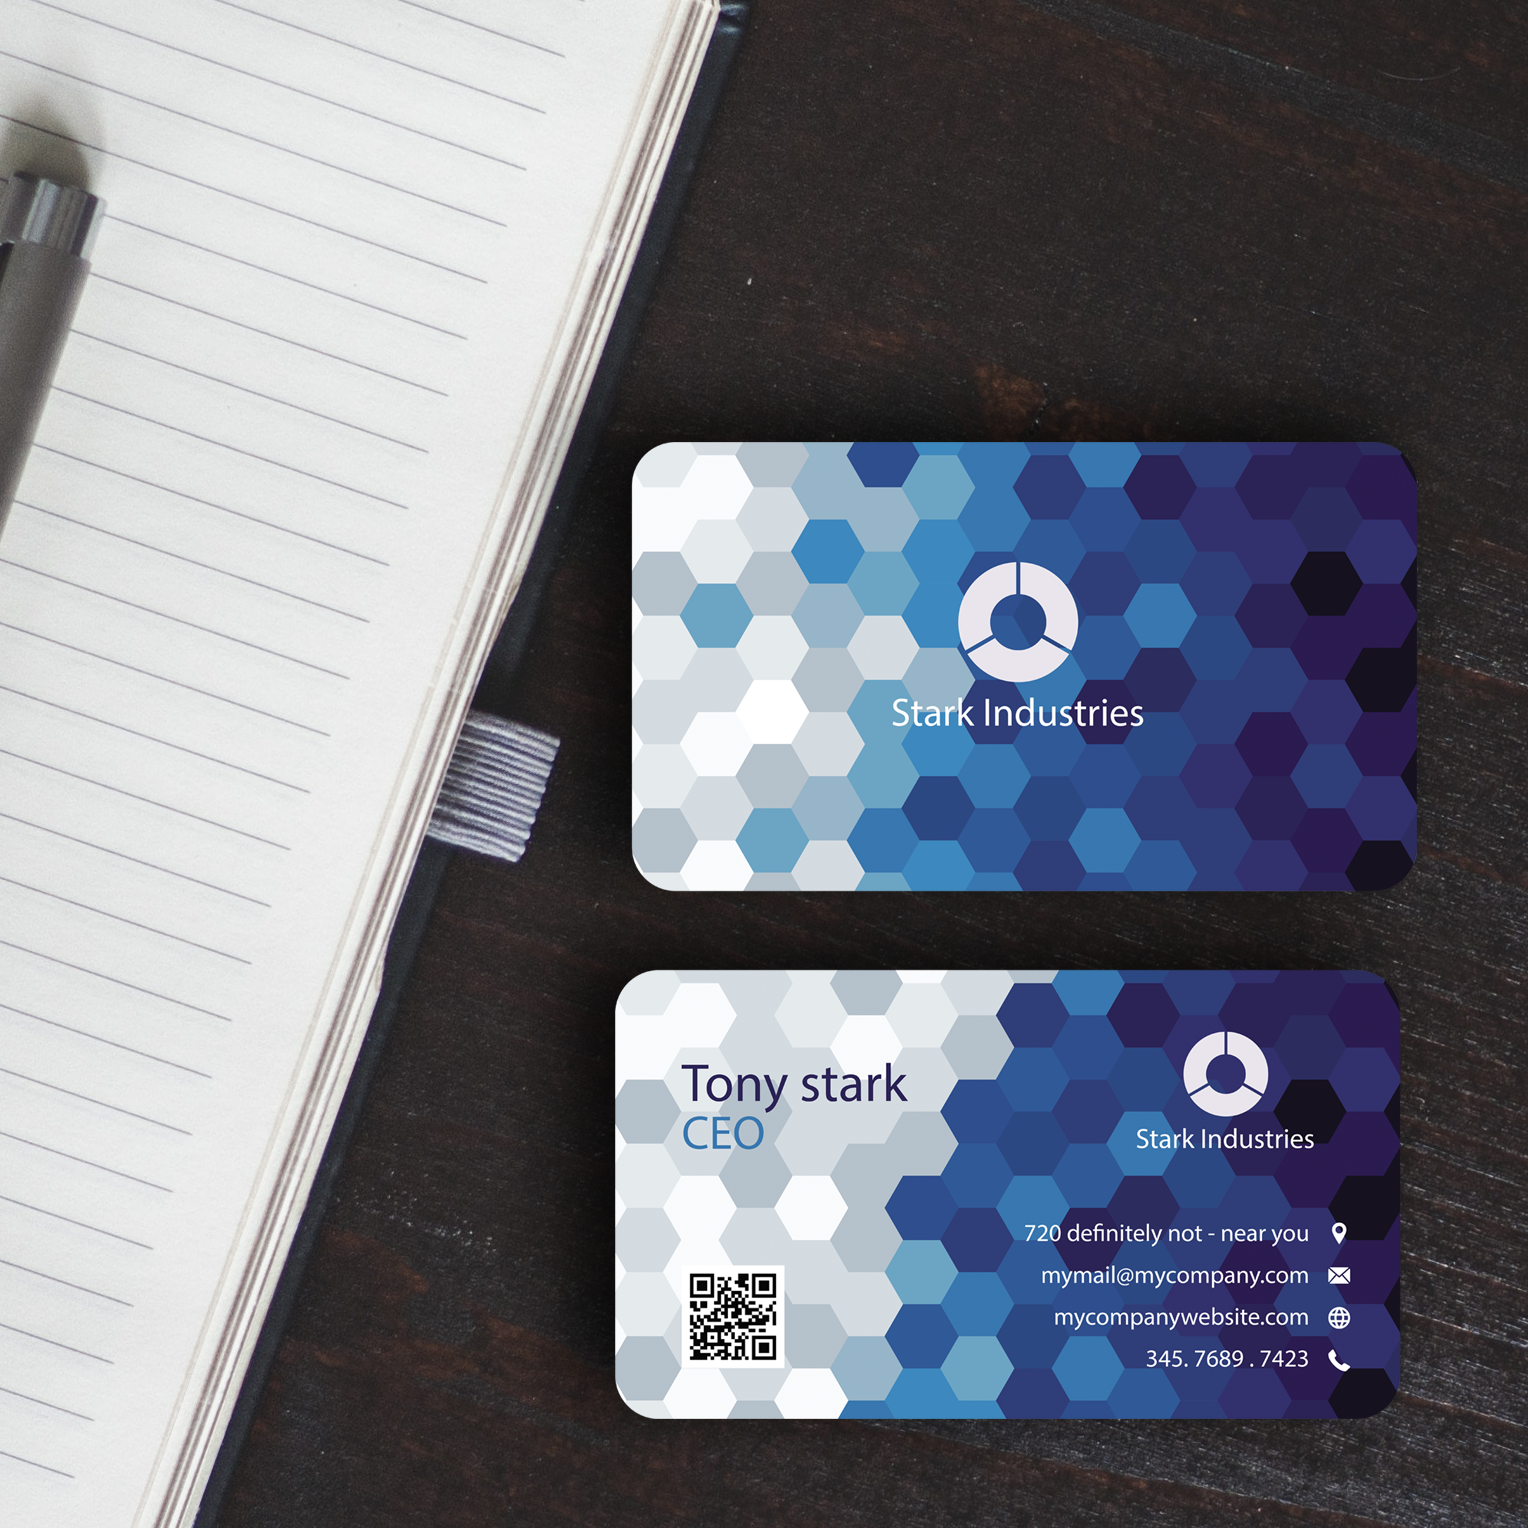 Stark Industries
Tony stark
CEO
Stark Industries
720 definitely not - near you
mymail@mycompany.com
mycompanywebsite.com
345. 7689 . 7423